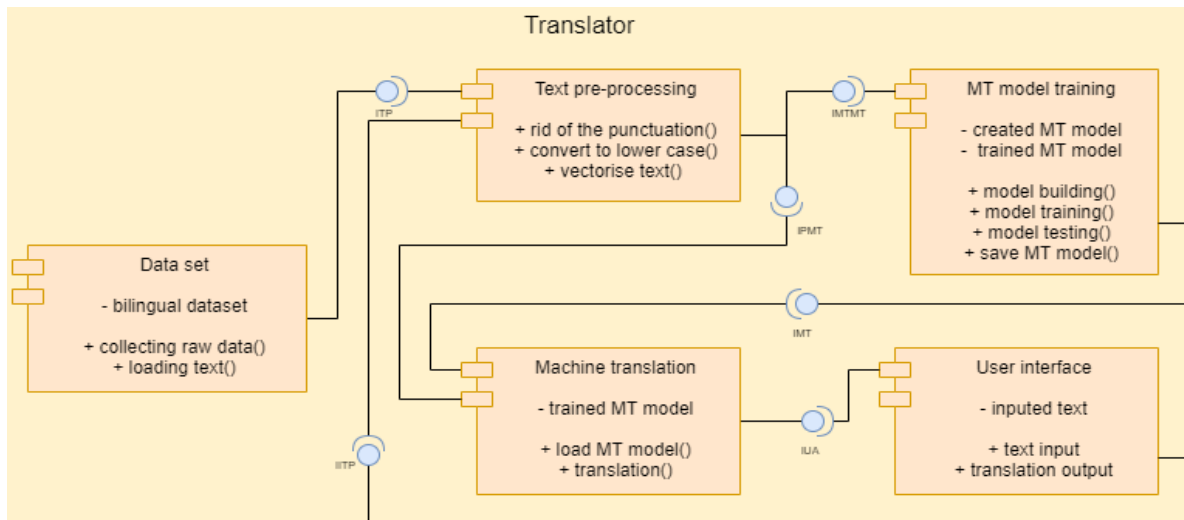 Translator
ITP
Text pre-processing
+ rid of the punctuation()
+ convert to lower case()
+ vectorise text()
IMTMT
MT model training
- created MT model
- trained MT model
+ model building()
+ model training()
+ model testing()
+ save MT model()
IPMT
Data set
- bilingual dataset
+ collecting raw data()
+ loading text()
IMT
Machine translation
- trained MT model
+ load MT model()
+ translation()
IUA
User interface
- inputed text
+ text input
+ translation output
IITP